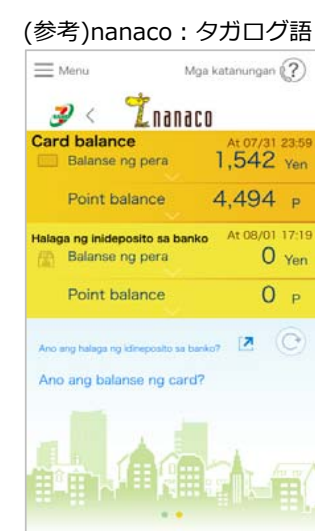 (参考)nanaco：タガログ語
Menu
Mga katanungan ?
7
< nanaco
Card balance At 07/31 23:59
Balanse ng pera 1,542 Yen
Point balance 4,494 P
Halaga ng inideposito sa banko At 08/01 17:19
Balanse ng pera 0 Yen
Point balance 0 P
Ano ang halaga ng idineposito sa banko?
Ano ang balanse ng card?